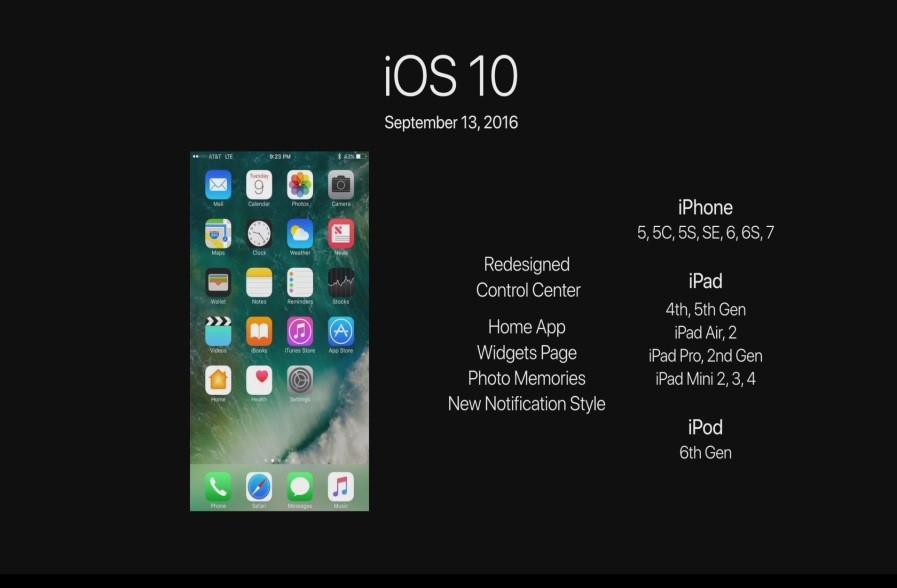 iOS 10
September 13, 2016
AT&T LTE 9:23 PM 43%
Tuesday
9
Mail Calendar Photos Camera
Maps Clock Weather News
Wallet Notes Reminders Stocks
Videos iBooks iTunes Store App Store
Home Health Settings
Phone Safari Messages Music
Redesigned
Control Center
Home App
Widgets Page
Photo Memories
New Notification Style
iPhone
5, 5C, 5S, SE, 6, 6S, 7
iPad
4th, 5th Gen
iPad Air, 2
iPad Pro, 2nd Gen
iPad Mini 2, 3, 4
iPod
6th Gen